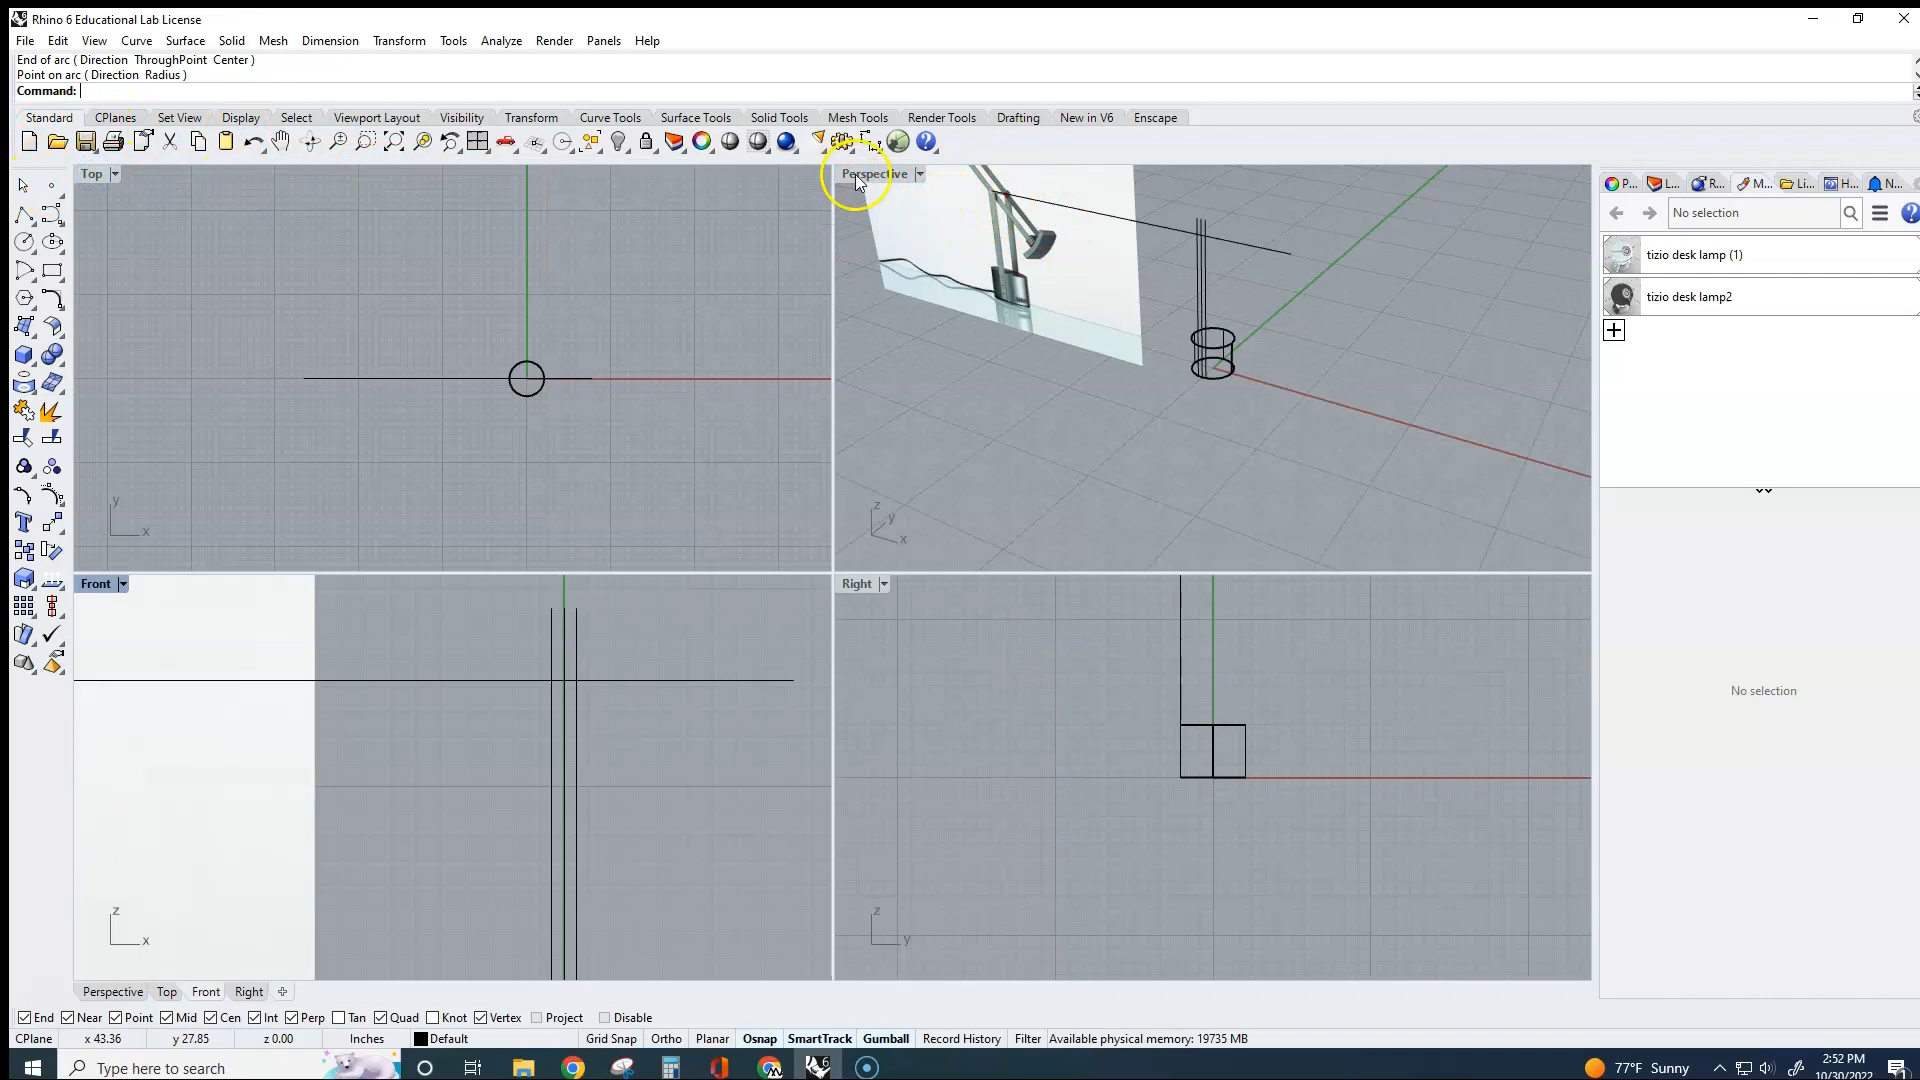 Rhino 6 Educational Lab License
File Edit View Curve Surface Solid Mesh Dimension Transform Tools Analyze Render Panels Help
End of arc ( Direction ThroughPoint Center )
Point on arc ( Direction Radius )
Command:
Standard CPlanes Set View Display Select Viewport Layout Visibility Transform Curve Tools Surface Tools Solid Tools Mesh Tools Render Tools Drafting New in V6 Enscape
Top Perspective
P... L... R... M... Li... H... N...
No selection
tizio desk lamp (1)
tizio desk lamp2
y
x
z
y
x
Front Right
No selection
z
x
z
y
Perspective Top Front Right
End Near Point Mid Cen Int Perp Tan Quad Knot Vertex Project Disable
CPlane x 43.36 y 27.85 z 0.00 Inches Default Grid Snap Ortho Planar Osnap SmartTrack Gumball Record History Filter Available physical memory: 19735 MB
Type here to search 77°F Sunny 2:52 PM
10/30/2022